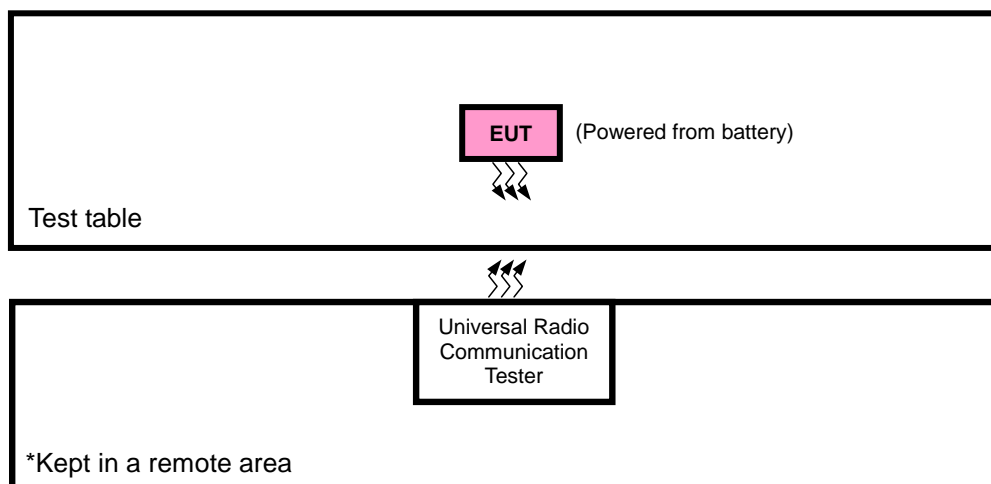 EUT
(Powered from battery)
Test table
Universal Radio
Communication
Tester
*Kept in a remote area